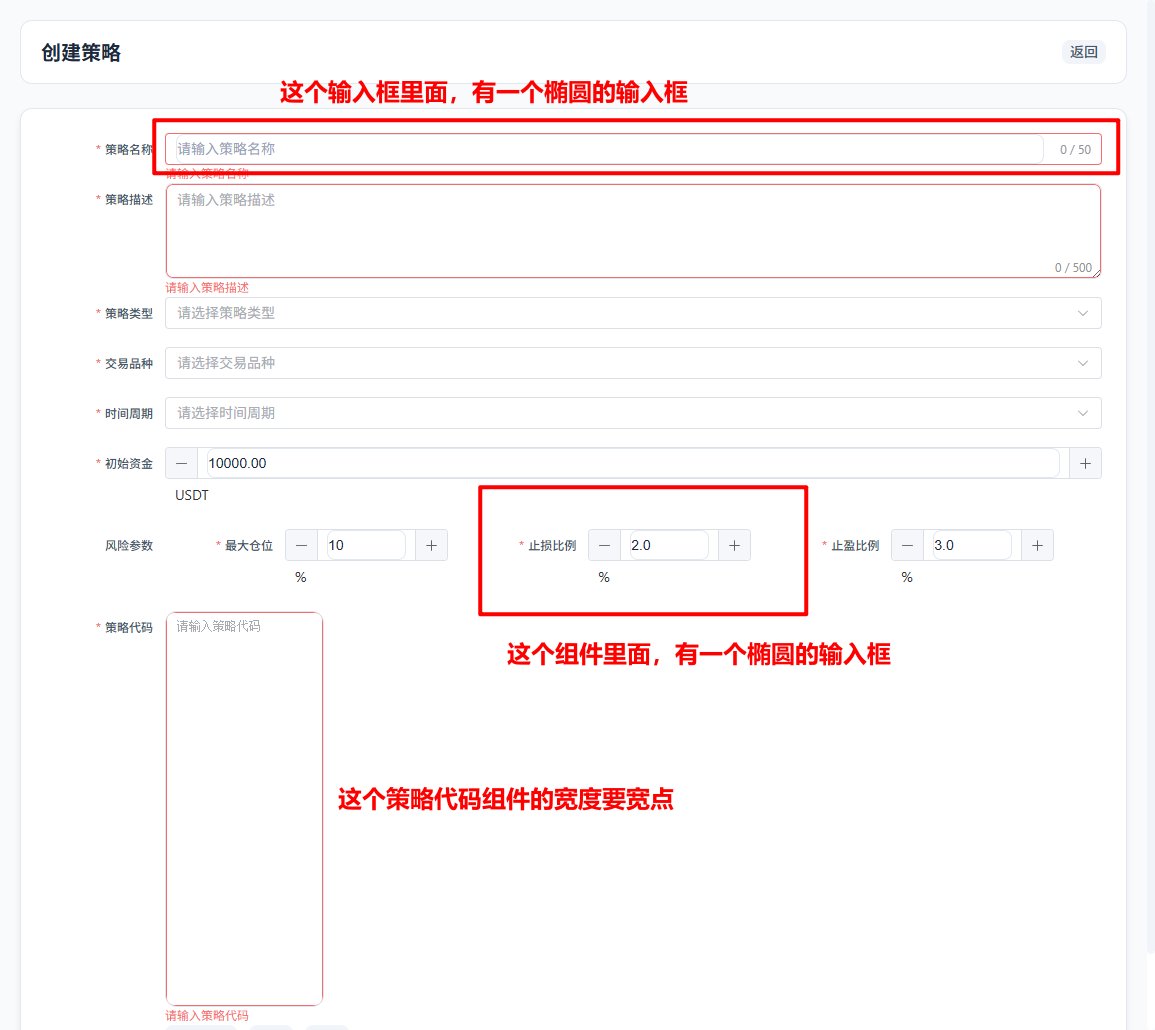 创建策略
返回
这个输入框里面，有一个椭圆的输入框
* 策略名称 请输入策略名称 0 / 50
请输入策略名称
* 策略描述 请输入策略描述
0 / 500
请输入策略描述
* 策略类型 请选择策略类型
* 交易品种 请选择交易品种
* 时间周期 请选择时间周期
* 初始资金 — 10000.00 +
USDT
风险参数 * 最大仓位 — 10 + * 止损比例 — 2.0 + * 止盈比例 — 3.0 +
% % %
* 策略代码 请输入策略代码
这个组件里面，有一个椭圆的输入框
这个策略代码组件的宽度要宽点
请输入策略代码